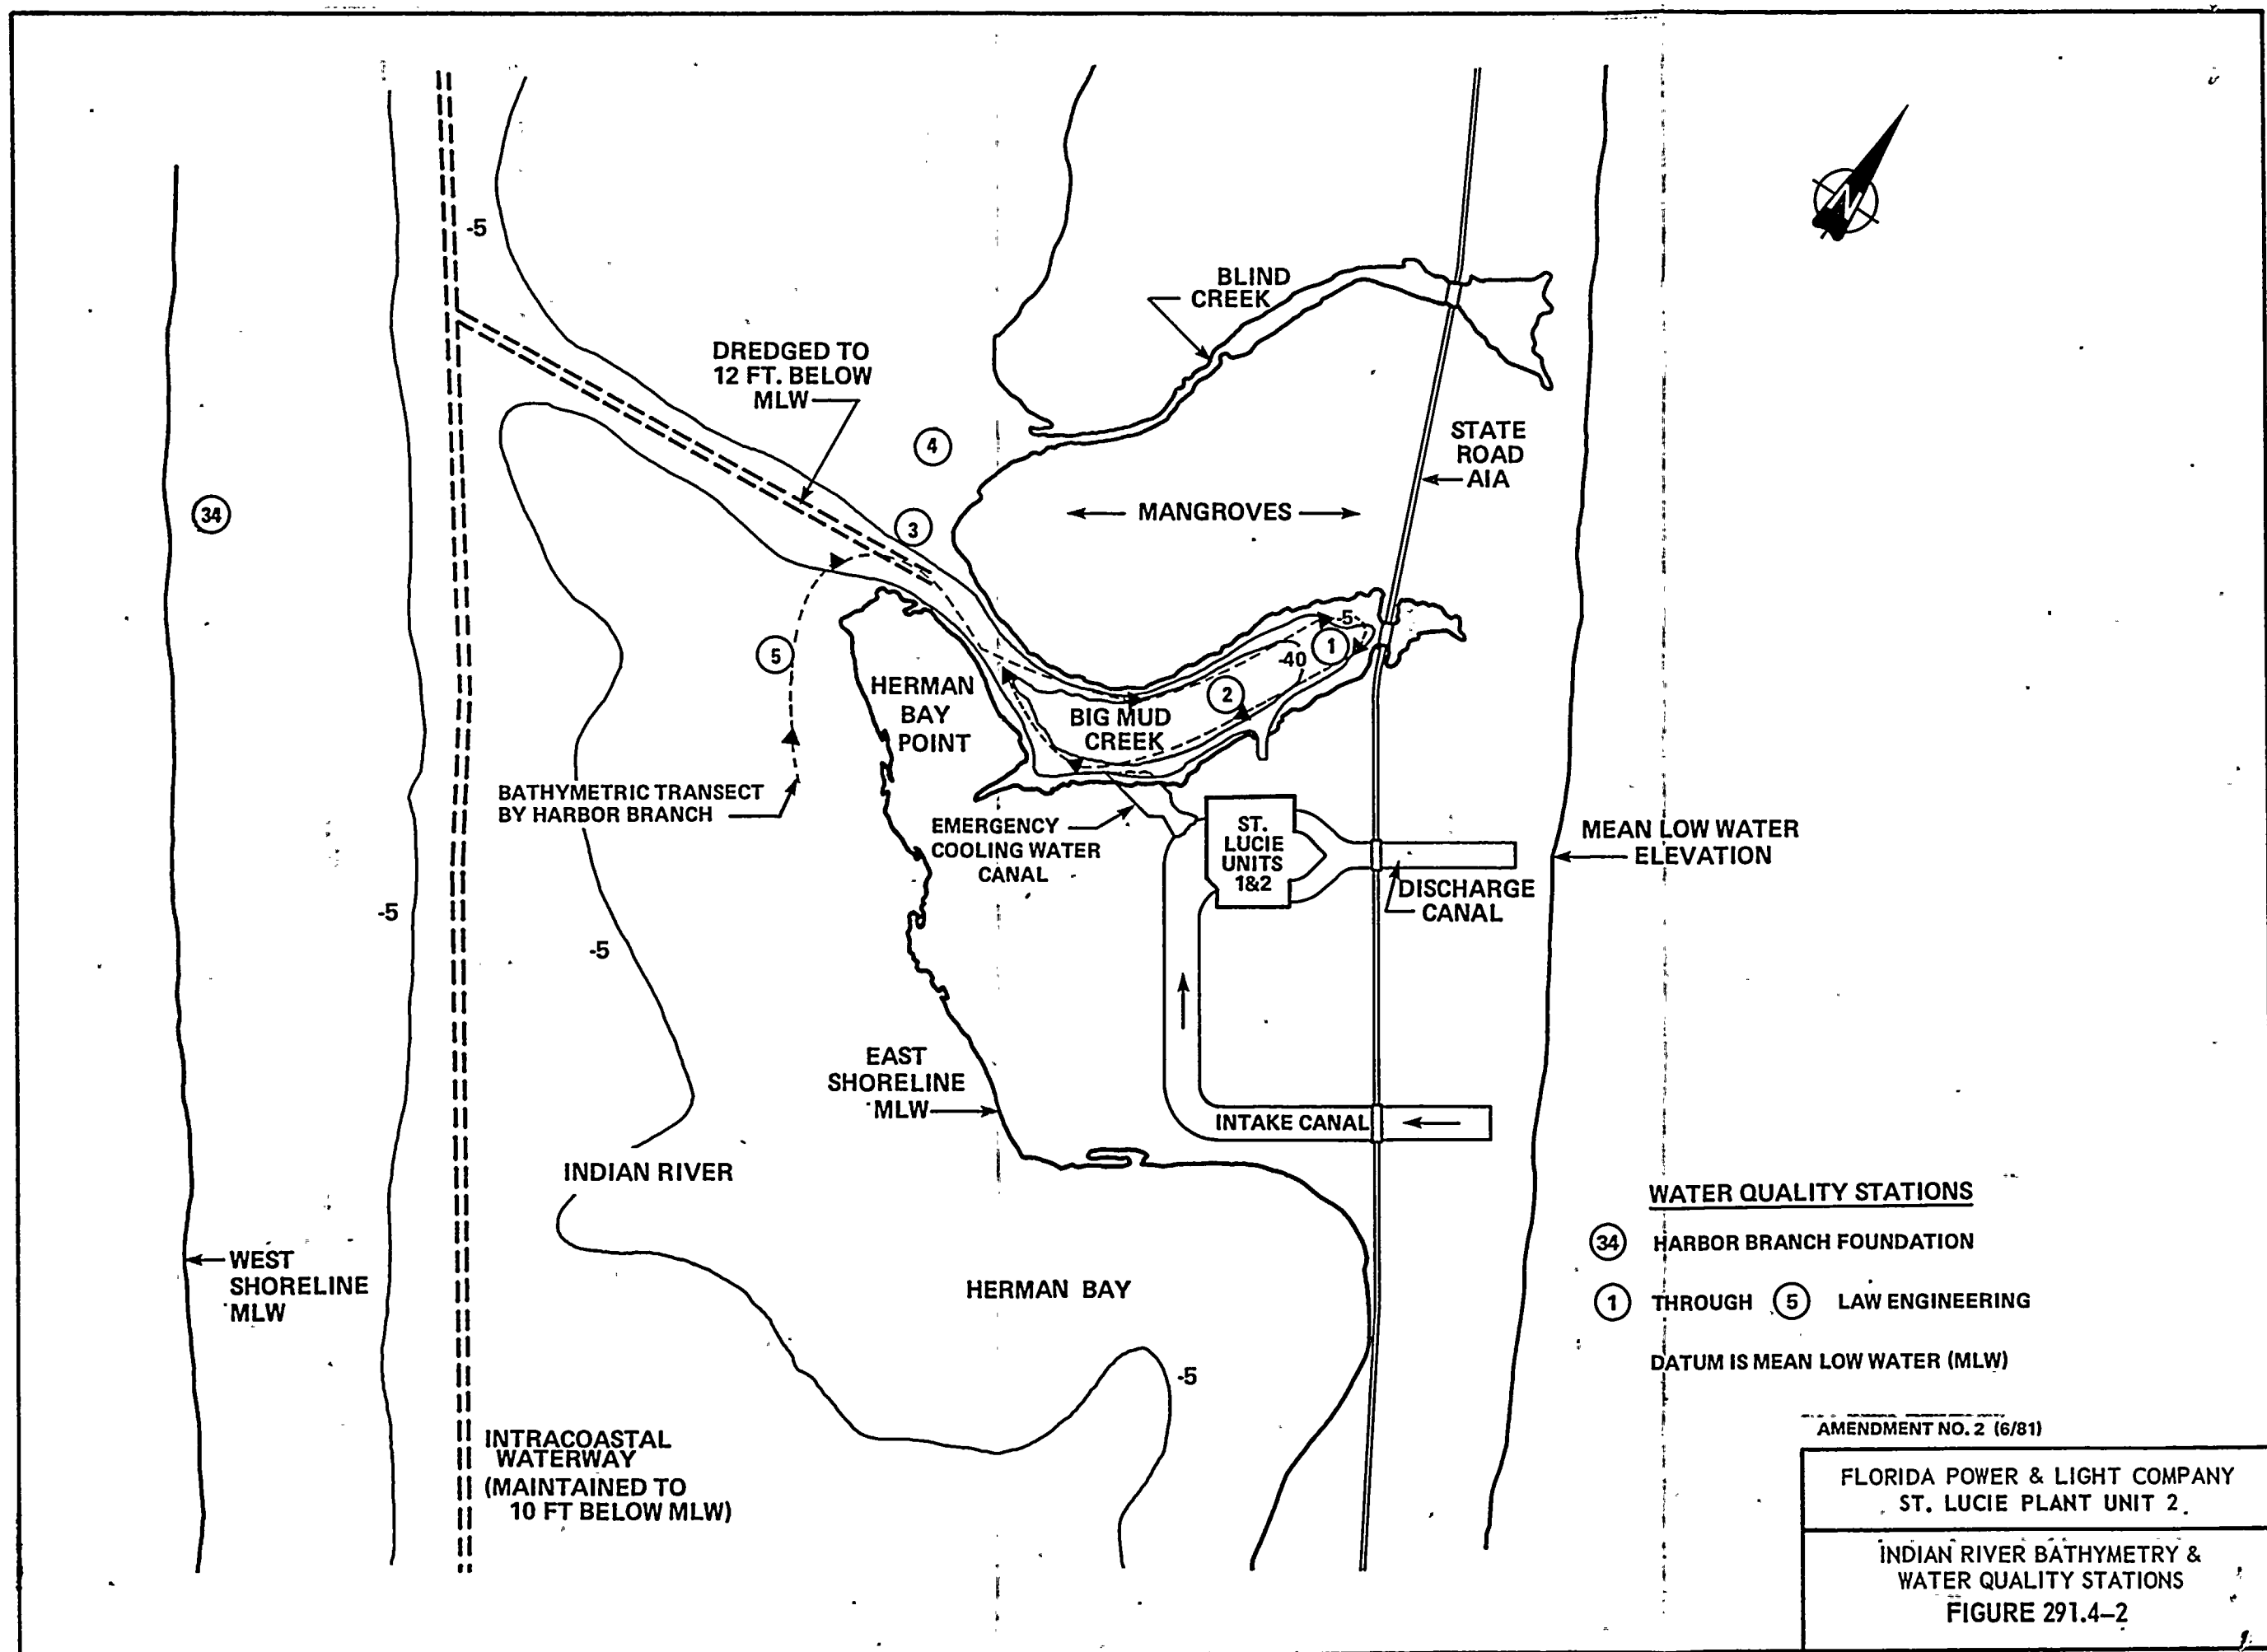 -5
BLIND
CREEK
DREDGED TO
12 FT. BELOW
MLW
4
STATE
ROAD
AIA
34
3
MANGROVES
5
1
-5
-40
2
HERMAN
BAY
POINT
BIG MUD
CREEK
BATHYMETRIC TRANSECT
BY HARBOR BRANCH
EMERGENCY
COOLING WATER
CANAL
ST.
LUCIE
UNITS
1&2
MEAN LOW WATER
ELEVATION
DISCHARGE
CANAL
-5
-5
EAST
SHORELINE
MLW
INTAKE CANAL
INDIAN RIVER
WEST
SHORELINE
MLW
HERMAN BAY
-5
INTRACOASTAL
WATERWAY
(MAINTAINED TO
10 FT BELOW MLW)
N
WATER QUALITY STATIONS
34 HARBOR BRANCH FOUNDATION
1 THROUGH 5 LAW ENGINEERING
DATUM IS MEAN LOW WATER (MLW)
AMENDMENT NO. 2 (6/81)
FLORIDA POWER & LIGHT COMPANY
ST. LUCIE PLANT UNIT 2
INDIAN RIVER BATHYMETRY &
WATER QUALITY STATIONS
FIGURE 291.4-2